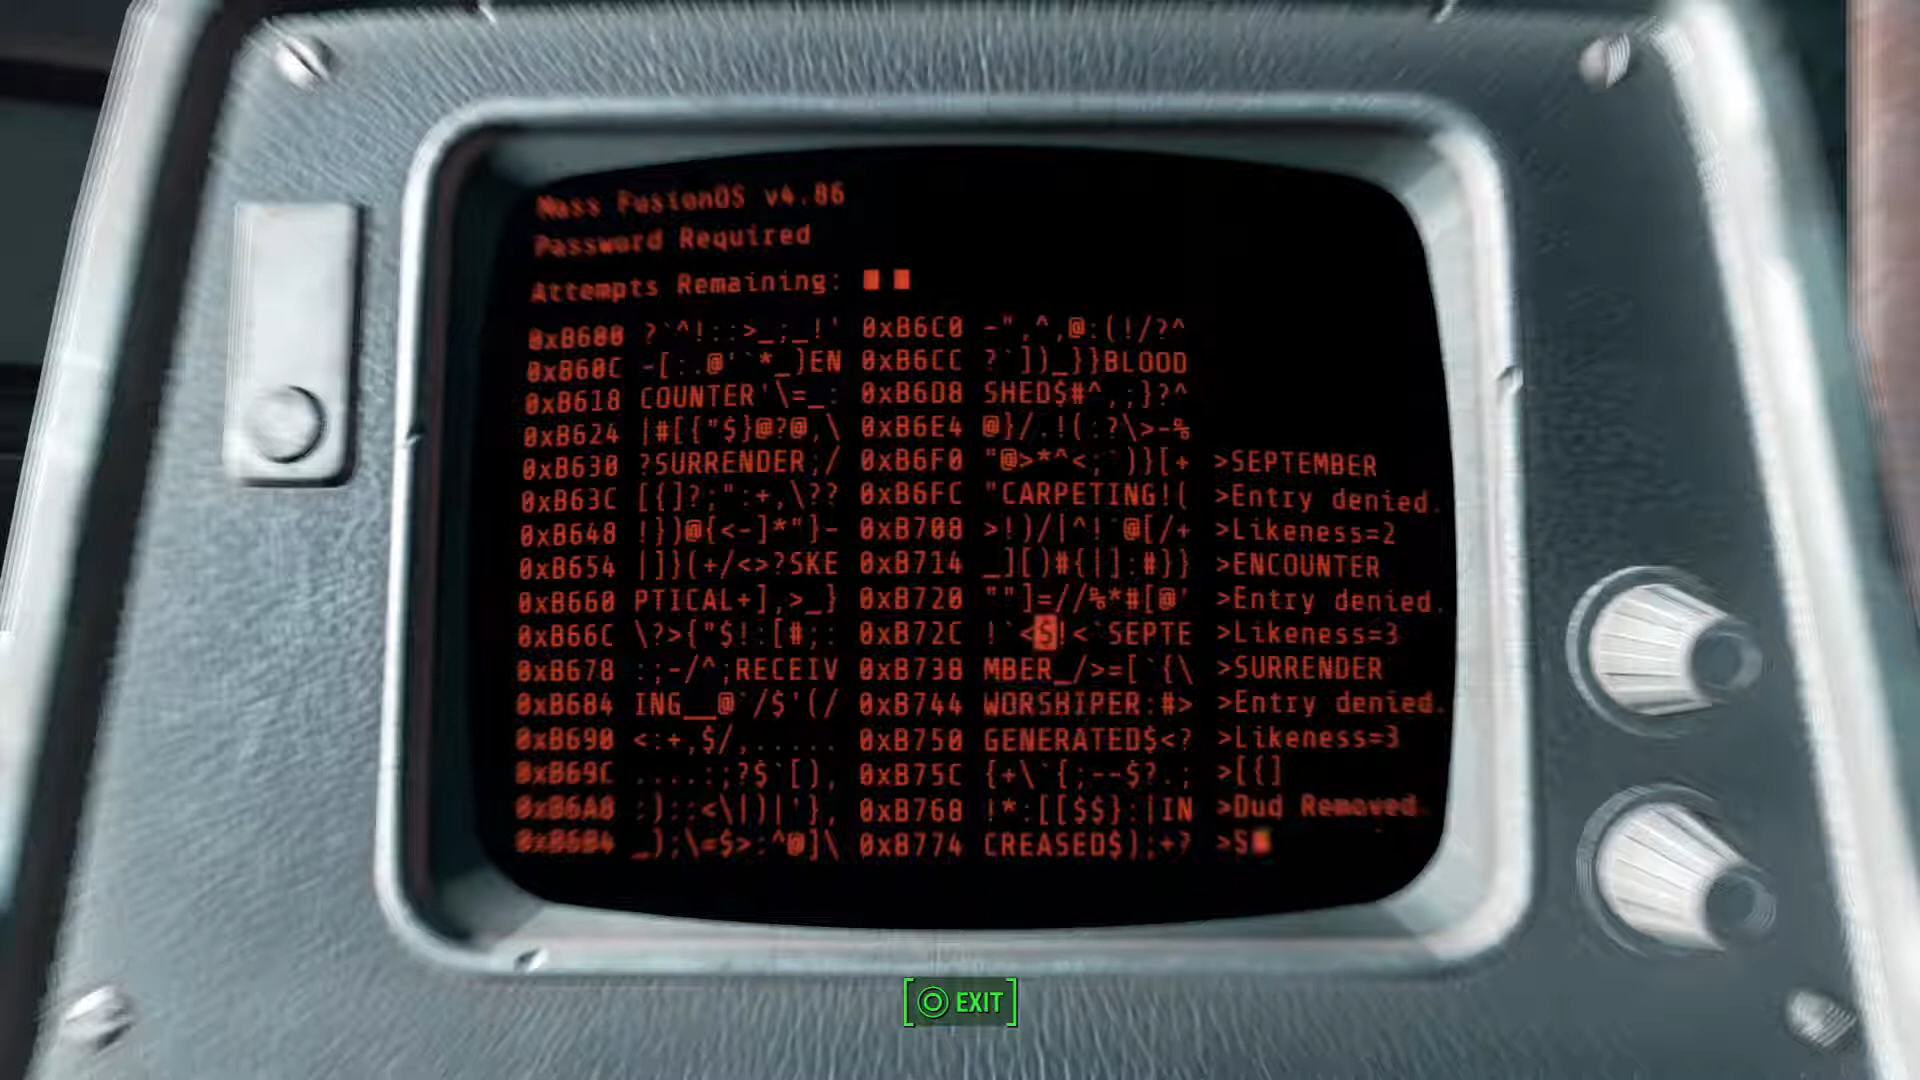 Mass FusionOS v4.86
Password Required
Attempts Remaining: ■ ■
0xB600 ?`^!::>_;_!' 0xB6C0 -",^,@:(!/?^
0xB60C -[:.@'`*_)EN 0xB6CC ?`])_}}BLOOD
0xB618 COUNTER'\=_: 0xB6D8 SHED$#^,;}?^
0xB624 |#[{"$}@?@,\ 0xB6E4 @}/.!(:?\>-%
0xB630 ?SURRENDER;/ 0xB6F0 "@>*^<;`)}[+ >SEPTEMBER
0xB63C [{]?;":+,\?? 0xB6FC "CARPETING!( >Entry denied.
0xB648 !})@{<-]*"}- 0xB708 >!)/|^!`@[/+ >Likeness=2
0xB654 |]}(+/<>?SKE 0xB714 _][)#{|]:#}} >ENCOUNTER
0xB660 PTICAL+],>_} 0xB720 ""]=//%*#[@' >Entry denied.
0xB66C \?>{"$!:[#;: 0xB72C !`<$!<`SEPTE >Likeness=3
0xB678 :;-/^;RECEIV 0xB738 MBER_/>=[`{\ >SURRENDER
0xB684 ING__@`/$'(/ 0xB744 WORSHIPER:#> >Entry denied.
0xB690 <:+,$/,..... 0xB750 GENERATED$<? >Likeness=3
0xB69C ....:;?$`[), 0xB75C {+\`{;--$?.; >[{]
0xB6A8 :)::<\|)|'}, 0xB768 !*:[[$$}:|IN >Dud Removed.
0xB6B4 _);\=$>:^@]\ 0xB774 CREASED$);+? >$■
EXIT